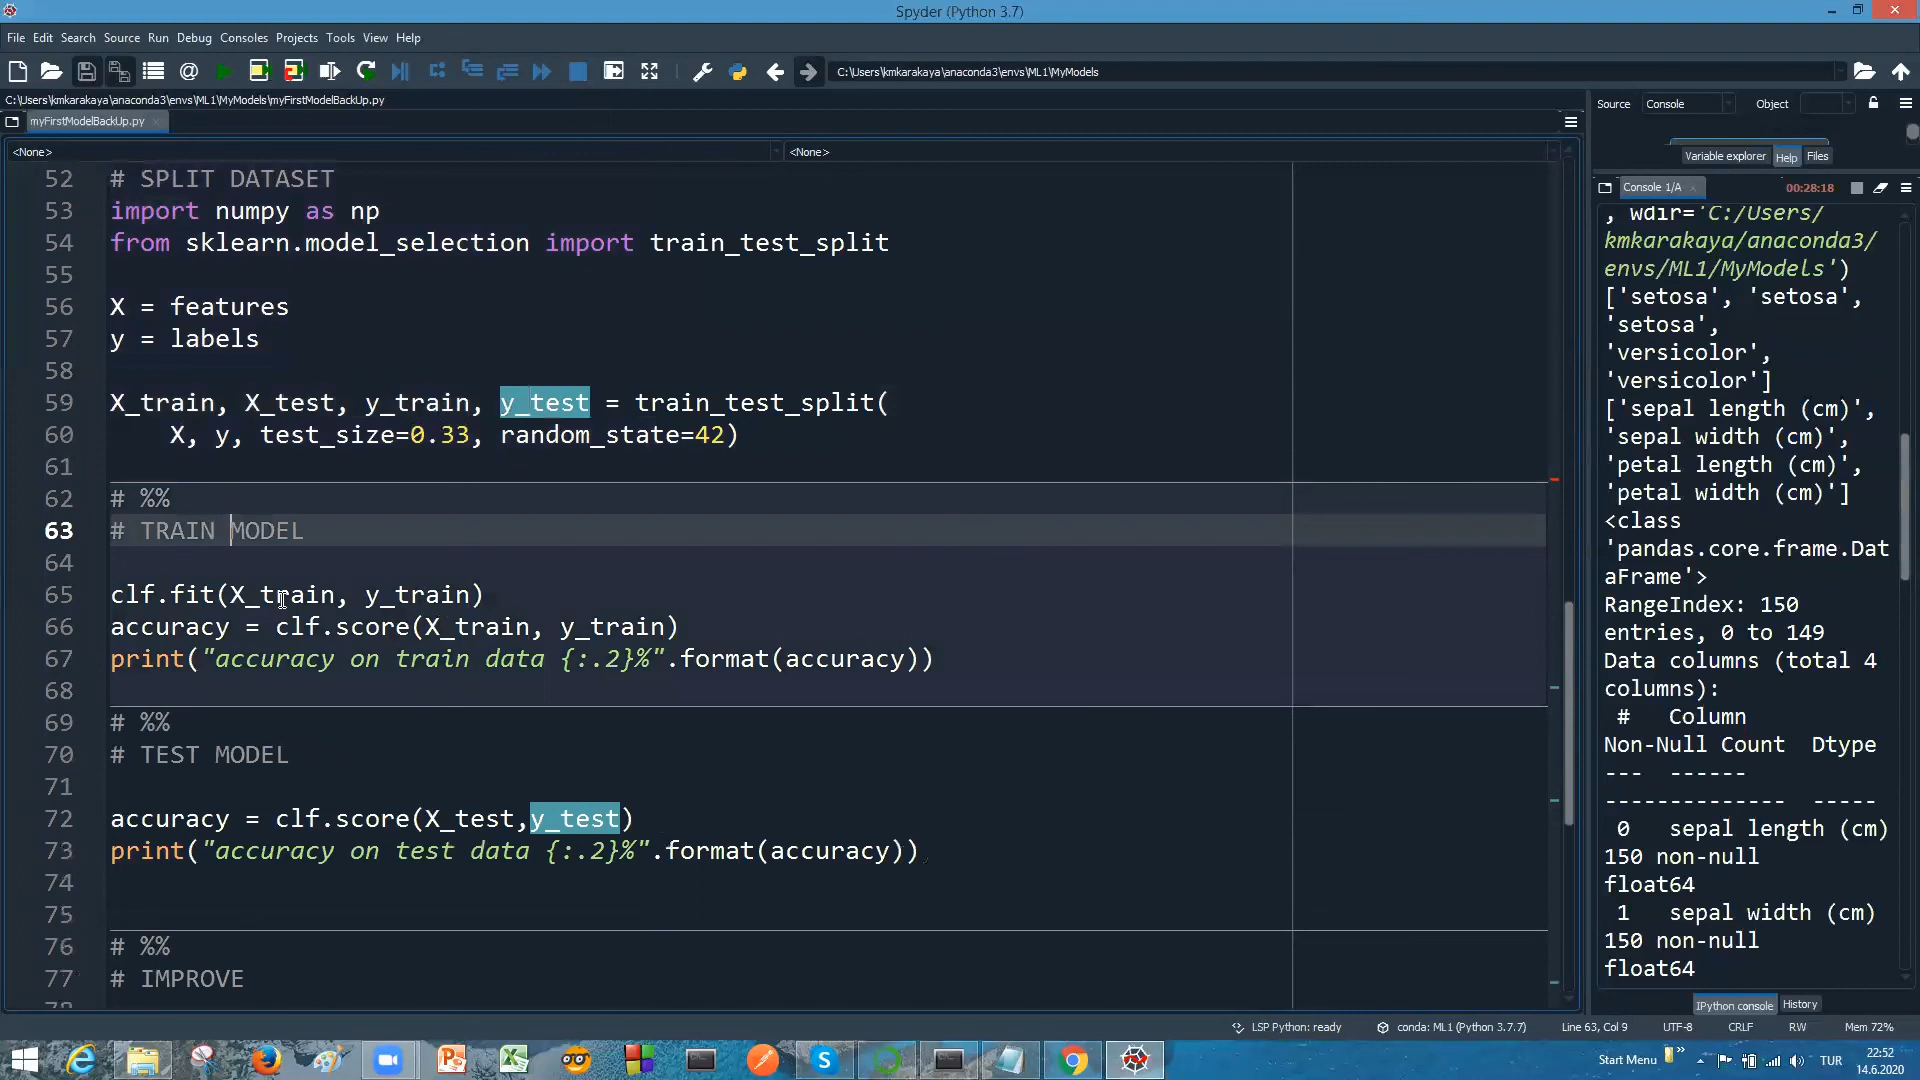 Spyder (Python 3.7)
File Edit Search Source Run Debug Consoles Projects Tools View Help
C:\Users\kmkarakaya\anaconda3\envs\ML1\MyModels
C:\Users\kmkarakaya\anaconda3\envs\ML1\MyModels\myFirstModelBackUp.py
myFirstModelBackUp.py
<None> <None>
52 # SPLIT DATASET
53 import numpy as np
54 from sklearn.model_selection import train_test_split
55
56 X = features
57 y = labels
58
59 X_train, X_test, y_train, y_test = train_test_split(
60 X, y, test_size=0.33, random_state=42)
61
62 # %%
63 # TRAIN MODEL
64
65 clf.fit(X_train, y_train)
66 accuracy = clf.score(X_train, y_train)
67 print("accuracy on train data {:.2}%".format(accuracy))
68
69 # %%
70 # TEST MODEL
71
72 accuracy = clf.score(X_test,y_test)
73 print("accuracy on test data {:.2}%".format(accuracy))
74
75
76 # %%
77 # IMPROVE
Source Console Object
Variable explorer Help Files
Console 1/A 00:28:18
, wdir='C:/Users/
kmkarakaya/anaconda3/
envs/ML1/MyModels')
['setosa', 'setosa',
'setosa',
'versicolor',
'versicolor']
['sepal length (cm)',
'sepal width (cm)',
'petal length (cm)',
'petal width (cm)']
<class
'pandas.core.frame.Dat
aFrame'>
RangeIndex: 150
entries, 0 to 149
Data columns (total 4
columns):
# Column
Non-Null Count Dtype
--- ------
-------------- -----
0 sepal length (cm)
150 non-null
float64
1 sepal width (cm)
150 non-null
float64
IPython console History
LSP Python: ready conda: ML1 (Python 3.7.7) Line 63, Col 9 UTF-8 CRLF RW Mem 72%
Start Menu TUR 22:52
14.6.2020